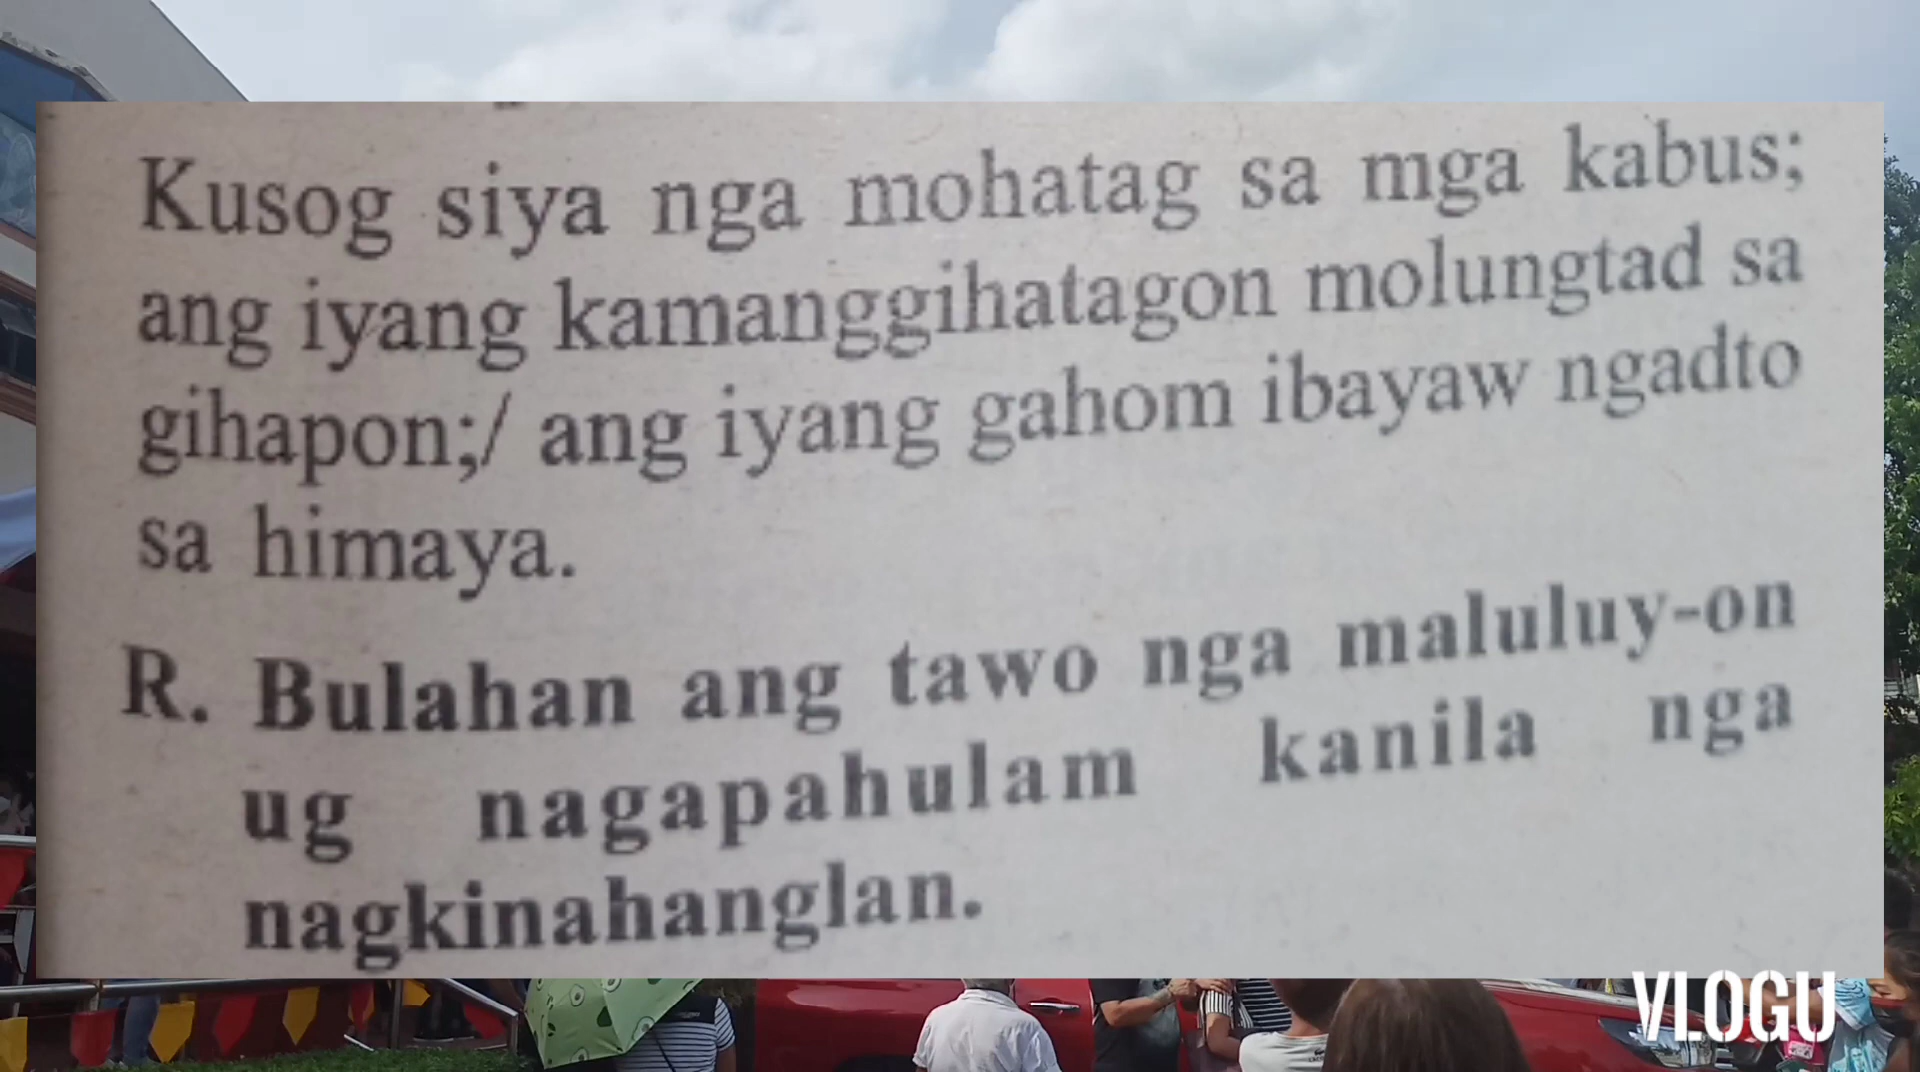 Kusog siya nga mohatag sa mga kabus;
ang iyang kamanggihatagon molungtad sa
gihapon;/ ang iyang gahom ibayaw ngadto
sa himaya.
R. Bulahan ang tawo nga maluluy-on
ug nagapahulam kanila nga
nagkinahanglan.
VLOGU